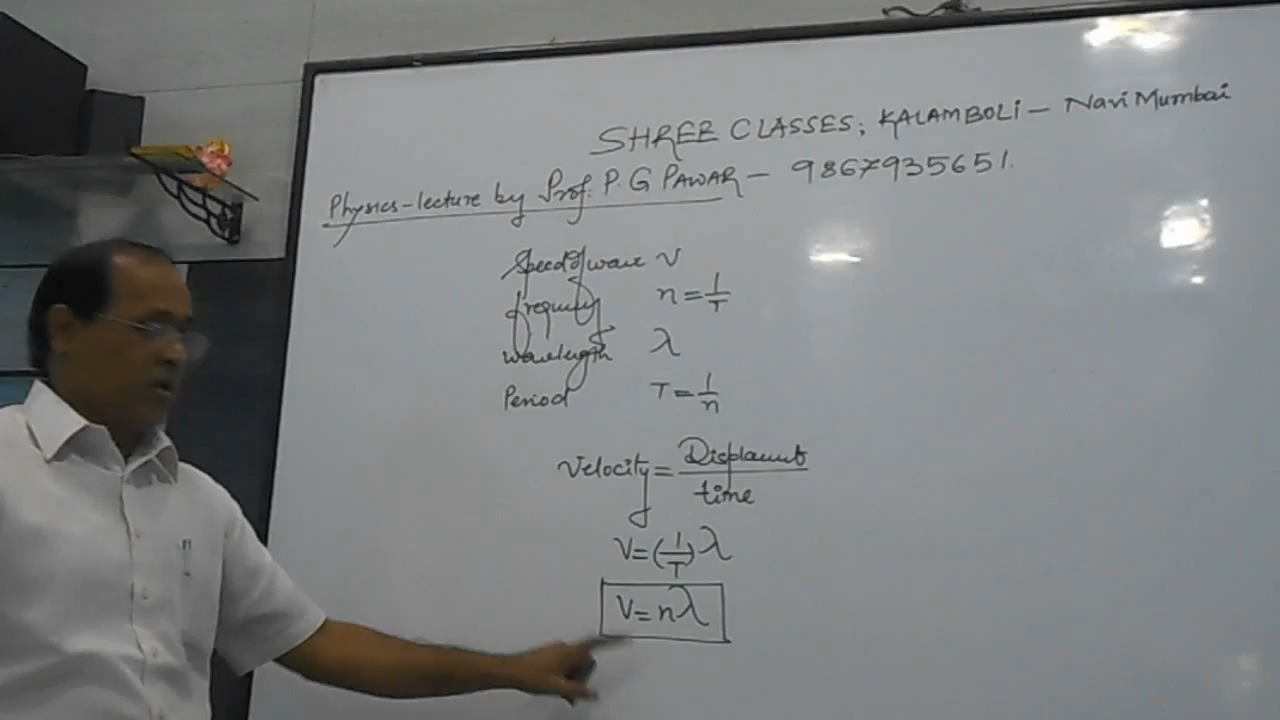 SHREE CLASSES; KALAMBOLI - Navi Mumbai
Physics-lecture by Prof. P. G PAWAR - 9867935651.
Speed of wave v
frequency n = 1/T
wavelength λ
Period T = 1/n
Velocity = Displacement / time
V = (1/T) λ
V = nλ